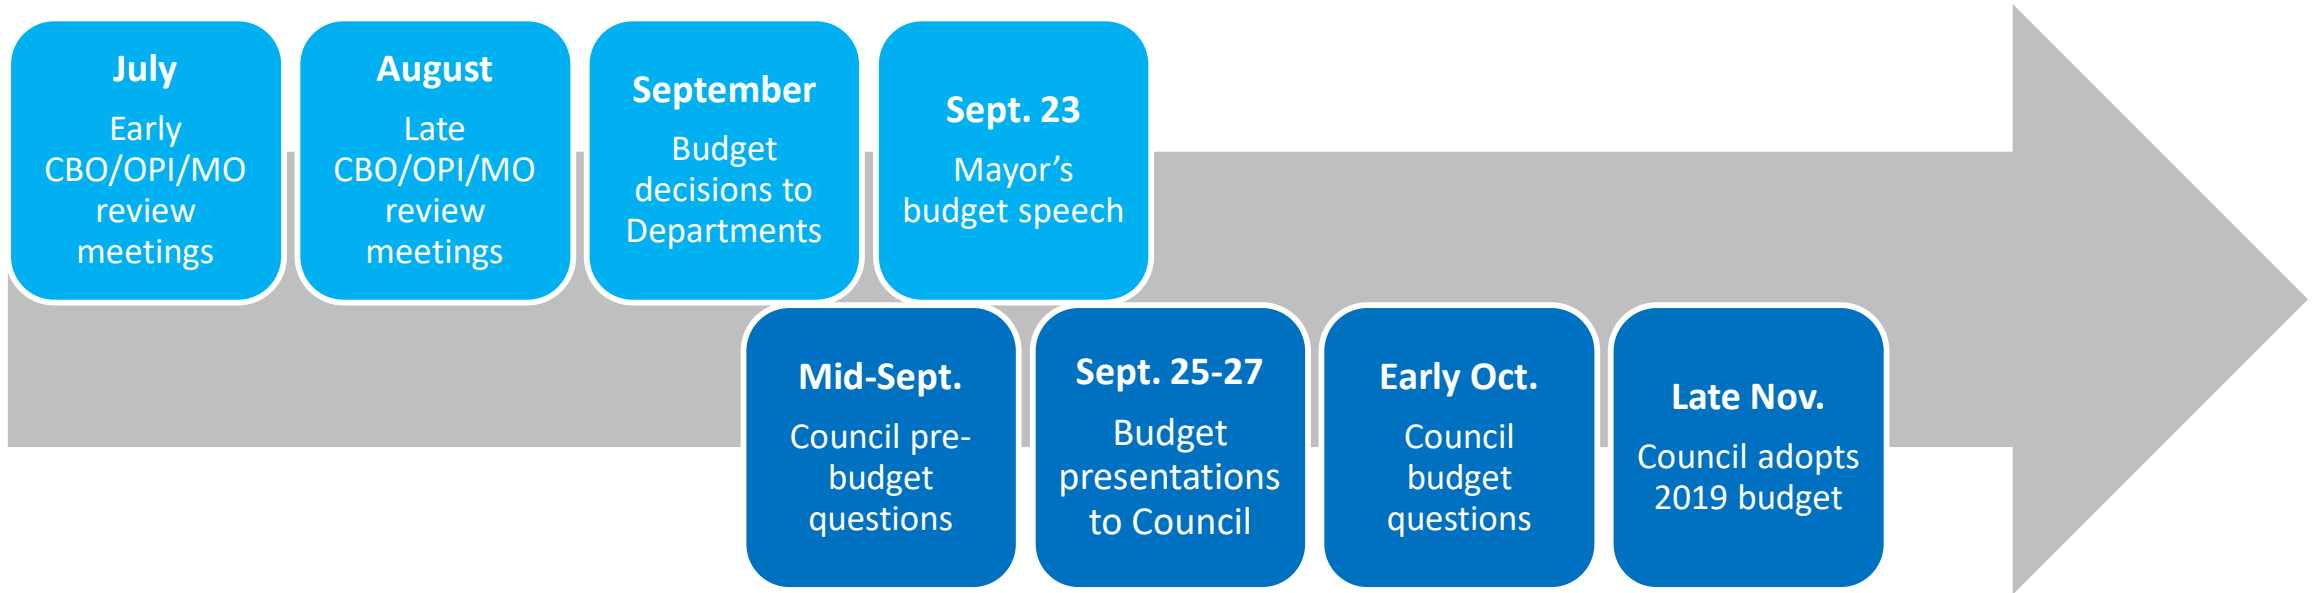 July
Early
CBO/OPI/MO
review
meetings
August
Late
CBO/OPI/MO
review
meetings
September
Budget
decisions to
Departments
Sept. 23
Mayor’s
budget speech
Mid-Sept.
Council pre-
budget
questions
Sept. 25-27
Budget
presentations
to Council
Early Oct.
Council
budget
questions
Late Nov.
Council adopts
2019 budget